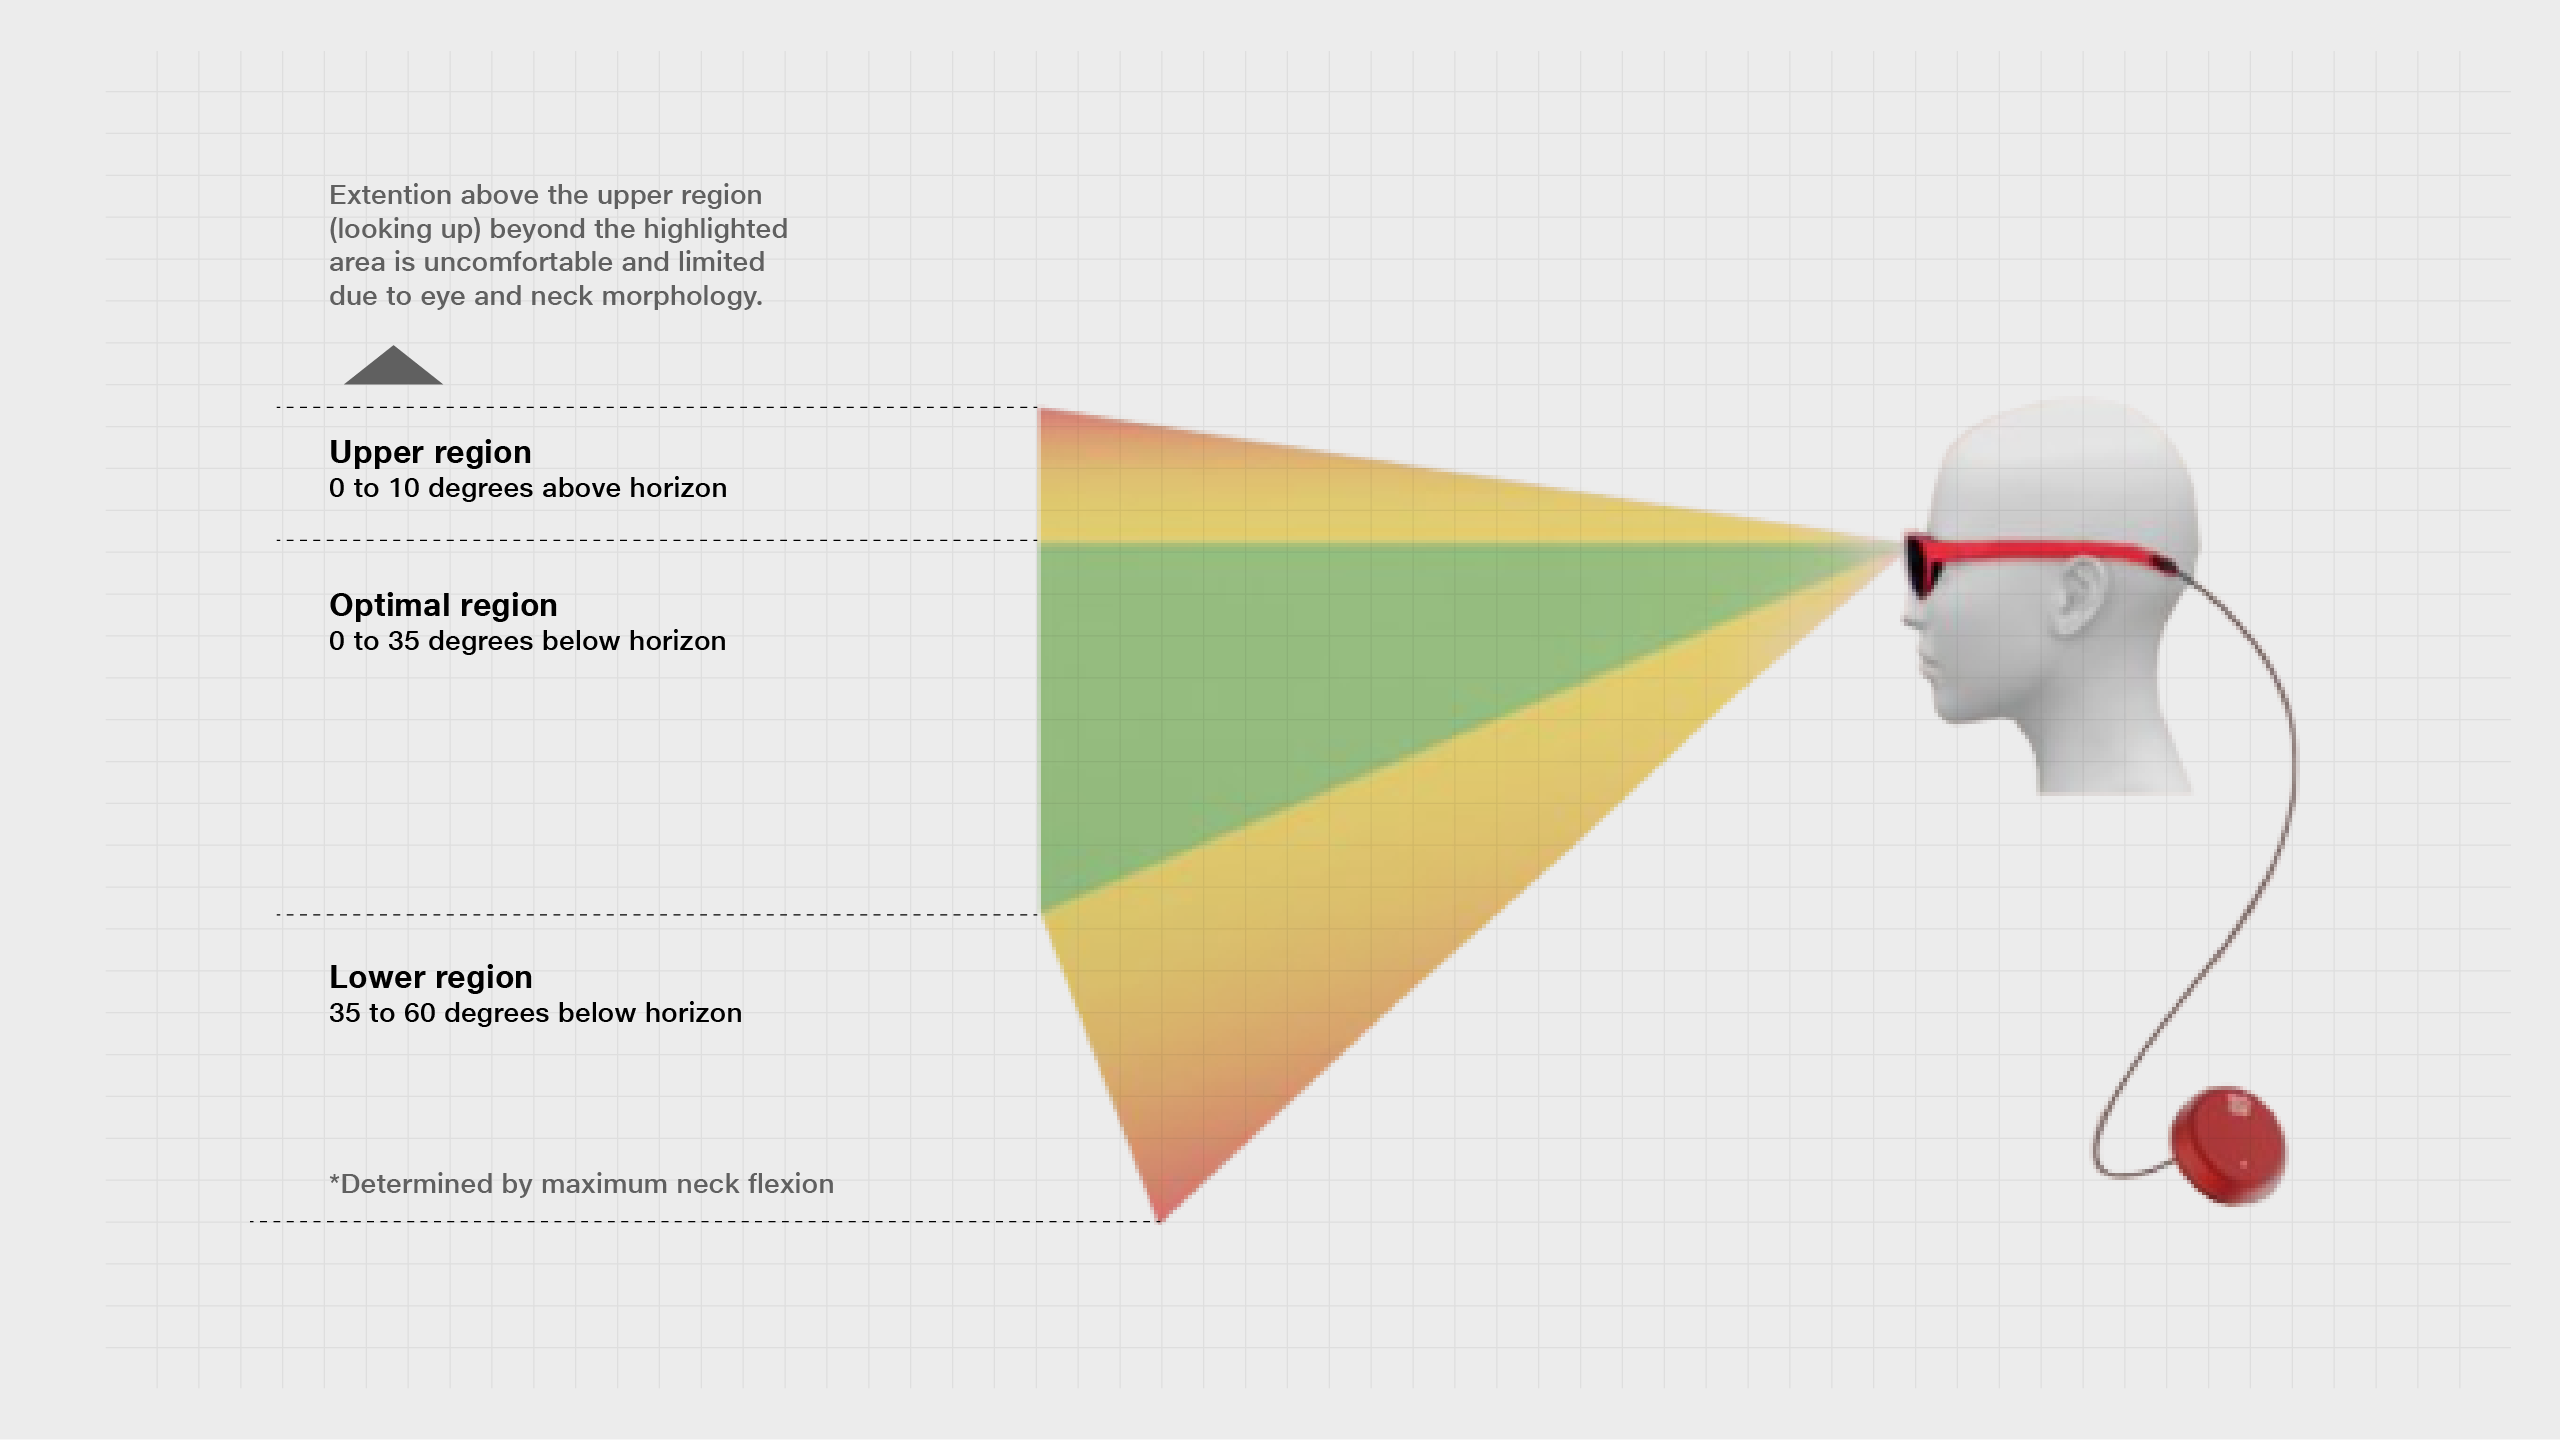 Extention above the upper region
(looking up) beyond the highlighted
area is uncomfortable and limited
due to eye and neck morphology.
Upper region
0 to 10 degrees above horizon
Optimal region
0 to 35 degrees below horizon
Lower region
35 to 60 degrees below horizon
*Determined by maximum neck flexion